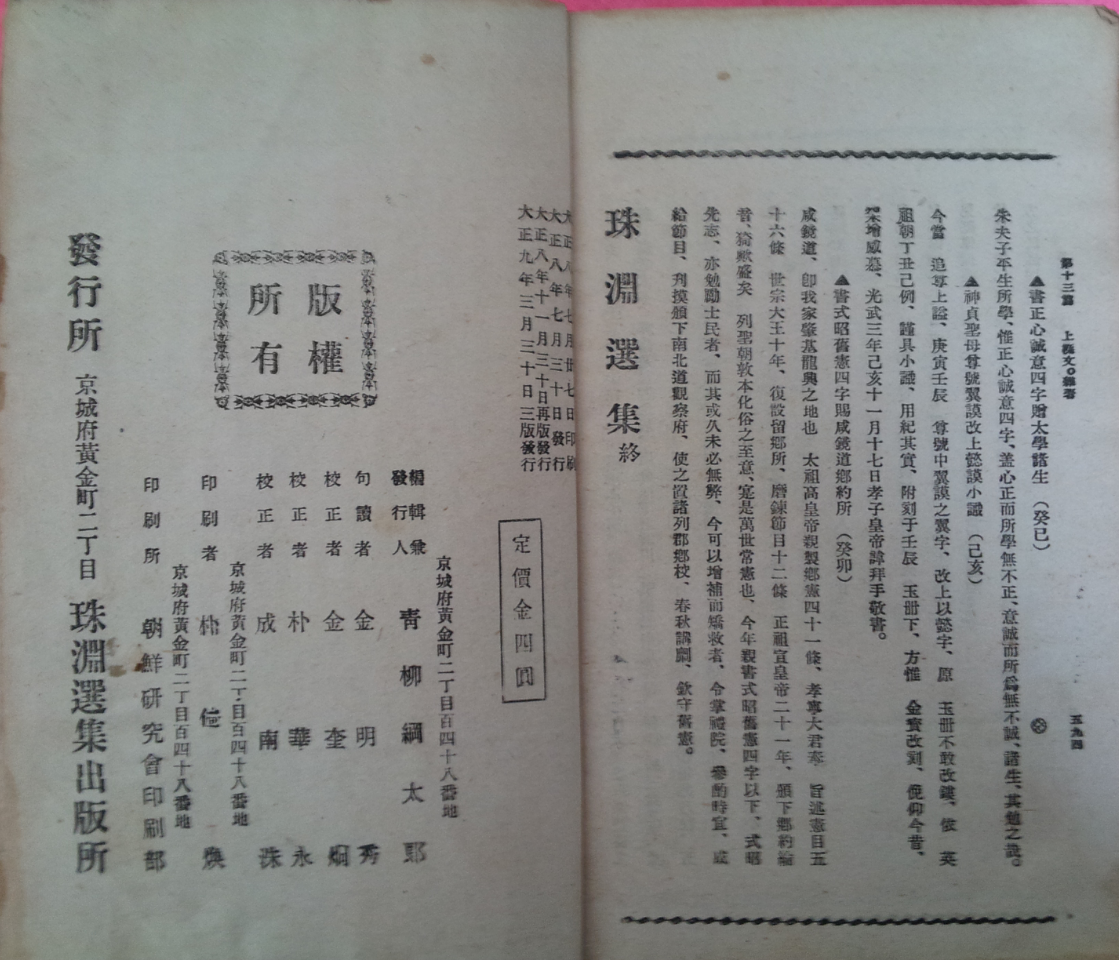 第十三篇 上梁文○雜著
五九四
▲書正心誠意四字贈太學諸生 (癸巳)
朱夫子平生所學、惟正心誠意四字、盖心正而所學無不正、意誠而所爲無不誠、諸生、其勉之哉。
▲神貞聖母尊號翼謨改上懿謨小識 (己亥)
今當 追尊上謚、庚寅壬辰 尊號中翼謨之翼字、改上以懿字、原 玉册不敢改鐫、依 英
祖朝丁丑己例、謹具小識、用紀其實、附刻于壬辰 玉册下、方惟 金寶改刻、俛仰今昔、
增感慕、光武三年己亥十一月十七日孝子皇帝諱拜手敬書。
▲書式昭舊憲四字賜咸鏡道鄉約所 (癸卯)
咸鏡道、卽我家肇基龍興之地也 太祖高皇帝親製鄉憲四十一條、孝寧大君奉 旨述憲目五
十六條 世宗大王十年、復設留鄉所、磨鍊節目十二條 正祖宣皇帝二十一年、頒下鄉約綸
音、猗歟盛矣 列聖朝敦本化俗之至意、寔是萬世常憲也、今年親書式昭舊憲四字以下、式昭
先志、亦勉勵士民者、而其或久未必無弊、今可以增補而矯救者、令掌禮院、參酌時宜、成
給節目、刋摸頒下南北道觀察府、使之置諸列郡鄉校、春秋講劘、欽守舊憲。
珠淵選集 終
大正八年七月廿七日印刷
大正八年七月三十日發行
大正八年十一月三十日再版發行
大正九年三月三十日三版發行
定價金四圓
版權
所有
京城府黃金町二丁目百四十八番地
編輯兼
發行人 靑柳綱太郎
句讀者 金明秀
校正者 金奎炯
校正者 朴華永
校正者 成南洙
京城府黃金町二丁目百四十八番地
印刷者 朴煥
京城府黃金町二丁目百四十八番地
印刷所 朝鮮研究會印刷部
發行所 京城府黃金町二丁目 珠淵選集出版所